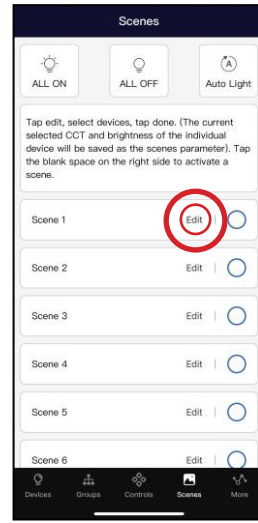 Scenes
ALL ON
ALL OFF
Auto Light
Tap edit, select devices, tap done. (The current
selected CCT and brightness of the individual
device will be saved as the scenes parameter). Tap
the blank space on the right side to activate a
scene.
Scene 1 Edit
Scene 2 Edit
Scene 3 Edit
Scene 4 Edit
Scene 5 Edit
Scene 6 Edit
Devices Groups Controls Scenes More